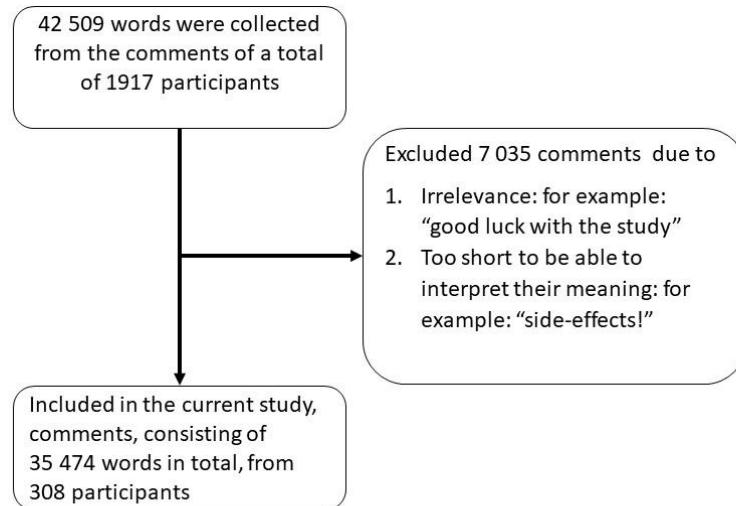 42 509 words were collected
from the comments of a total
of 1917 participants
Excluded 7 035 comments due to
1. Irrelevance: for example:
“good luck with the study”
2. Too short to be able to
interpret their meaning: for
example: “side-effects!”
Included in the current study,
comments, consisting of
35 474 words in total, from
308 participants